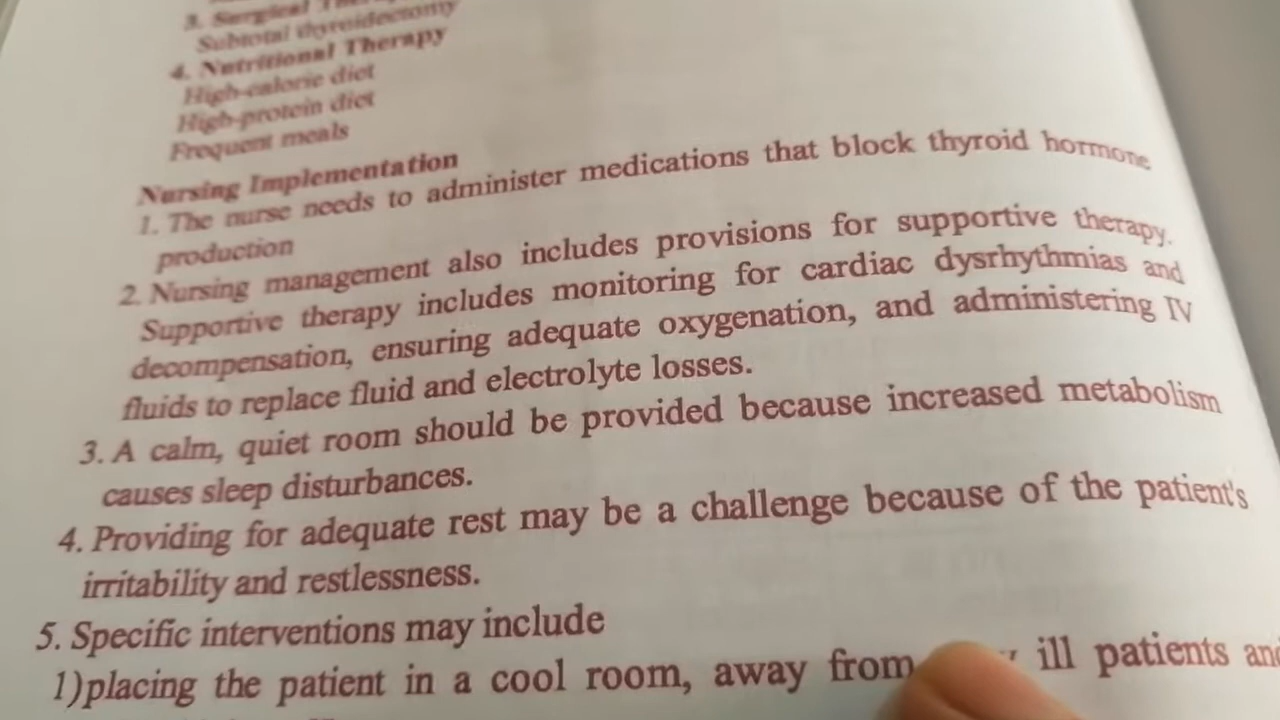 3. Surgical
Subtotal thyroidectomy
4. Nutritional Therapy
High-calorie diet
High-protein diet
Frequent meals
Nursing Implementation
1. The nurse needs to administer medications that block thyroid hormone
production
2. Nursing management also includes provisions for supportive therapy.
Supportive therapy includes monitoring for cardiac dysrhythmias and
decompensation, ensuring adequate oxygenation, and administering IV
fluids to replace fluid and electrolyte losses.
3. A calm, quiet room should be provided because increased metabolism
causes sleep disturbances.
4. Providing for adequate rest may be a challenge because of the patient's
irritability and restlessness.
5. Specific interventions may include
1)placing the patient in a cool room, away from ill patients and